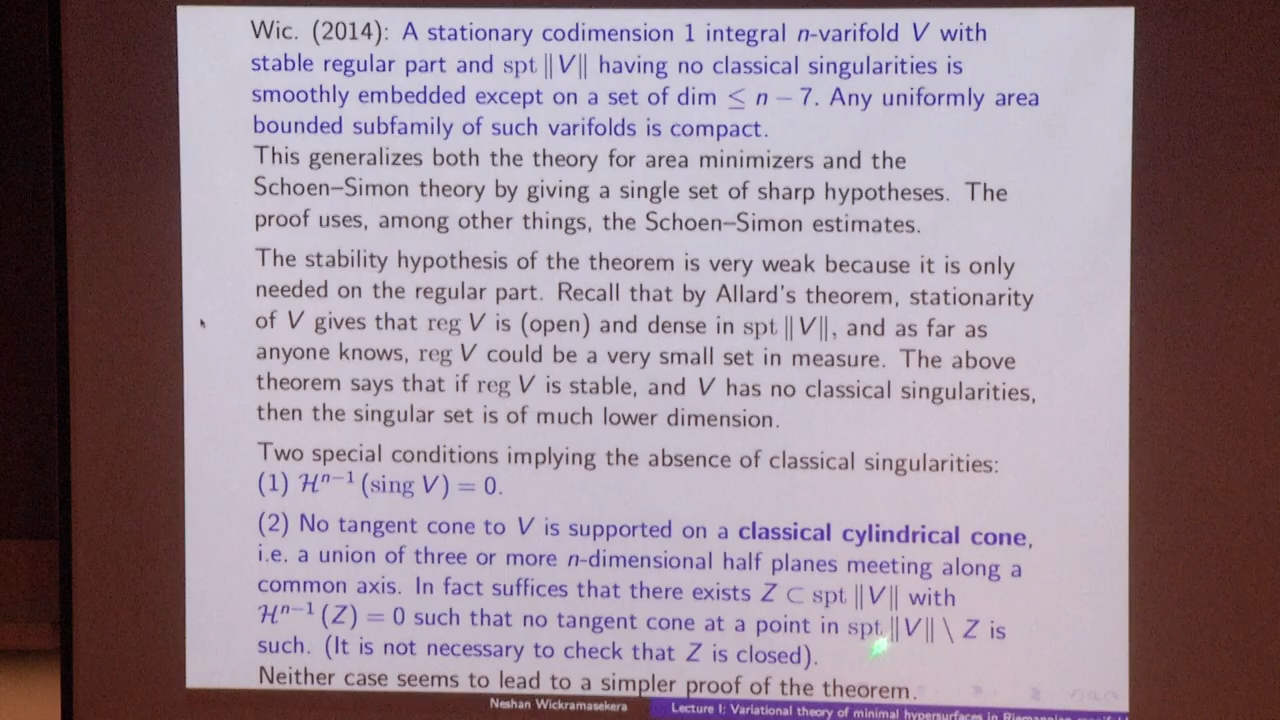 Wic. (2014): A stationary codimension 1 integral n-varifold V with
stable regular part and spt ‖V‖ having no classical singularities is
smoothly embedded except on a set of dim ≤ n − 7. Any uniformly area
bounded subfamily of such varifolds is compact.
This generalizes both the theory for area minimizers and the
Schoen–Simon theory by giving a single set of sharp hypotheses. The
proof uses, among other things, the Schoen–Simon estimates.
The stability hypothesis of the theorem is very weak because it is only
needed on the regular part. Recall that by Allard's theorem, stationarity
of V gives that reg V is (open) and dense in spt ‖V‖, and as far as
anyone knows, reg V could be a very small set in measure. The above
theorem says that if reg V is stable, and V has no classical singularities,
then the singular set is of much lower dimension.
Two special conditions implying the absence of classical singularities:
(1) ℋⁿ⁻¹(sing V) = 0.
(2) No tangent cone to V is supported on a classical cylindrical cone,
i.e. a union of three or more n-dimensional half planes meeting along a
common axis. In fact suffices that there exists Z ⊂ spt ‖V‖ with
ℋⁿ⁻¹(Z) = 0 such that no tangent cone at a point in spt ‖V‖ \ Z is
such. (It is not necessary to check that Z is closed).
Neither case seems to lead to a simpler proof of the theorem.
Neshan Wickramasekera Lecture I: Variational theory of minimal hypersurfaces in